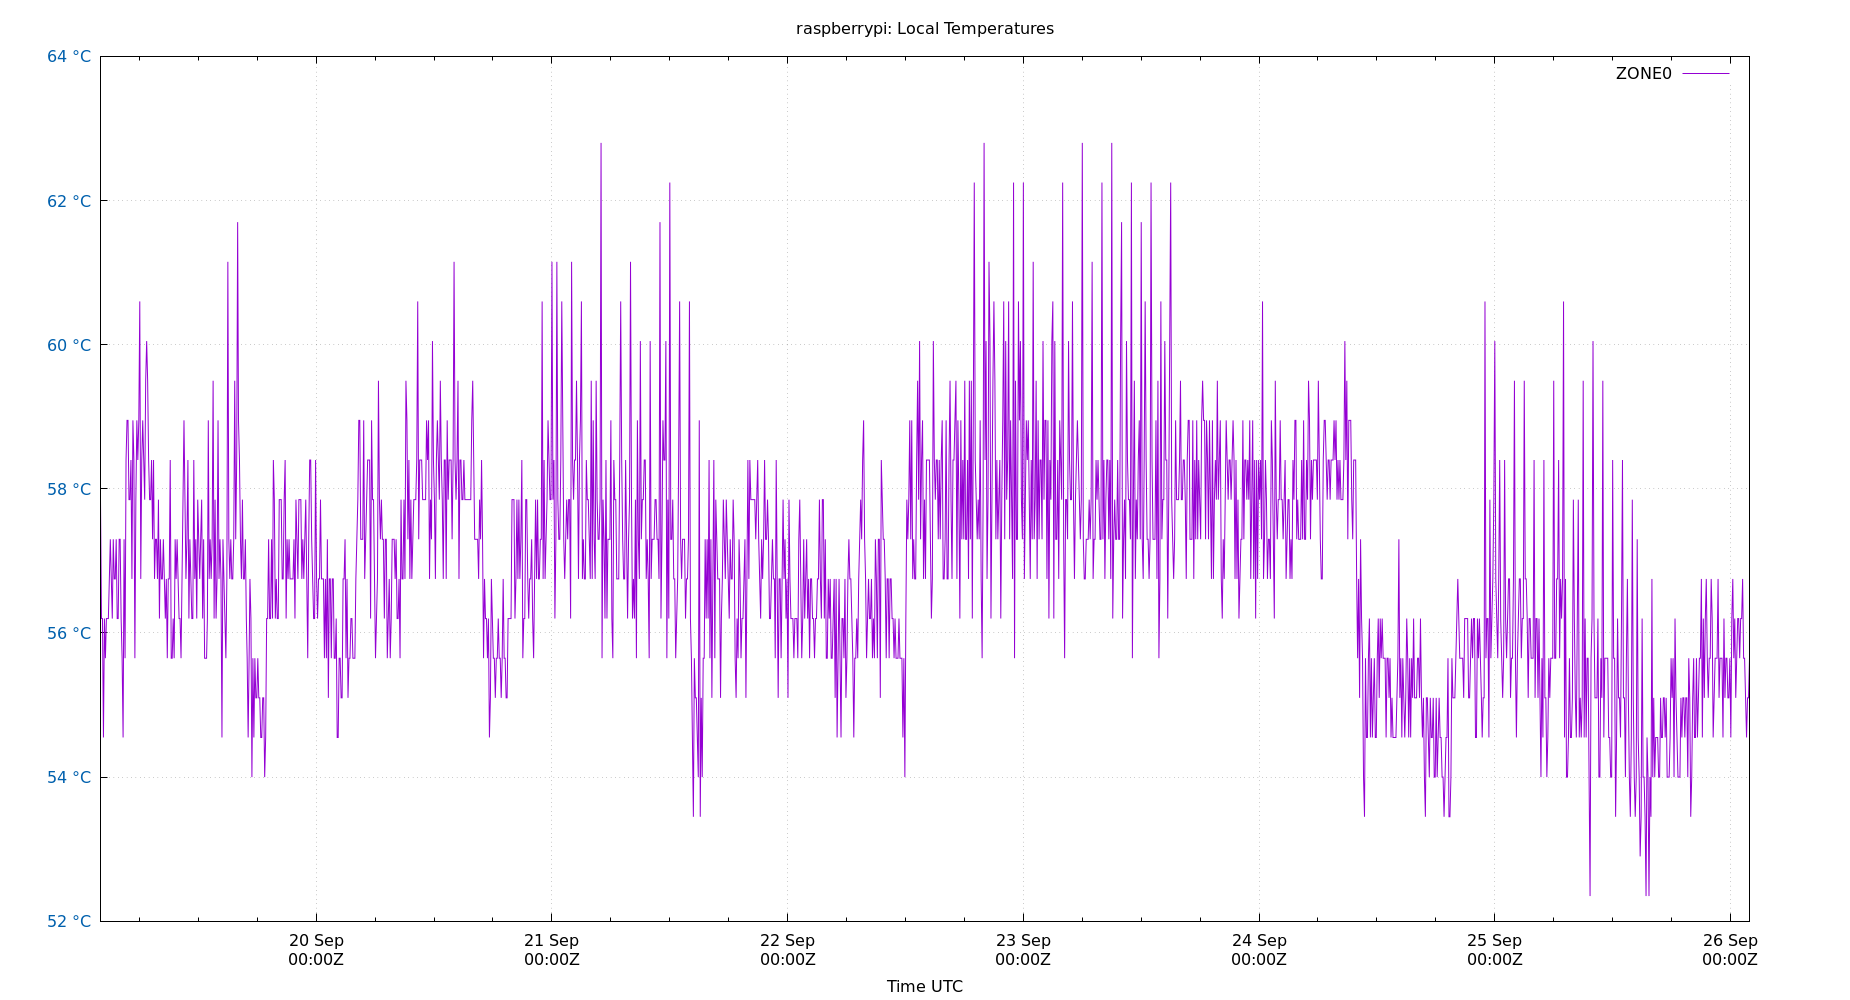 raspberrypi: Local Temperatures
64 °C
ZONE0
62 °C
60 °C
58 °C
56 °C
54 °C
52 °C
20 Sep 21 Sep 22 Sep 23 Sep 24 Sep 25 Sep 26 Sep
00:00Z 00:00Z 00:00Z 00:00Z 00:00Z 00:00Z 00:00Z
Time UTC